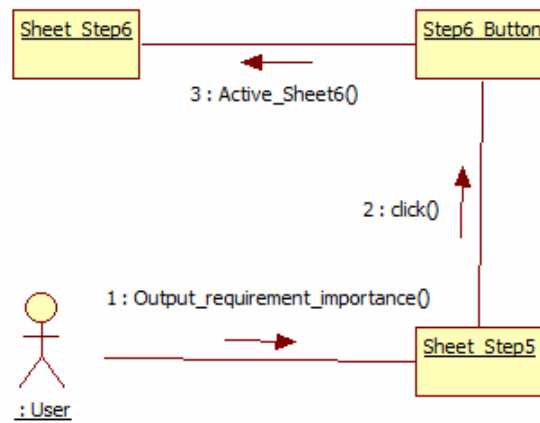 Sheet_Step6
Step6_Button
3 : Active_Sheet6()
2 : click()
1 : Output_requirement_importance()
Sheet_Step5
: User